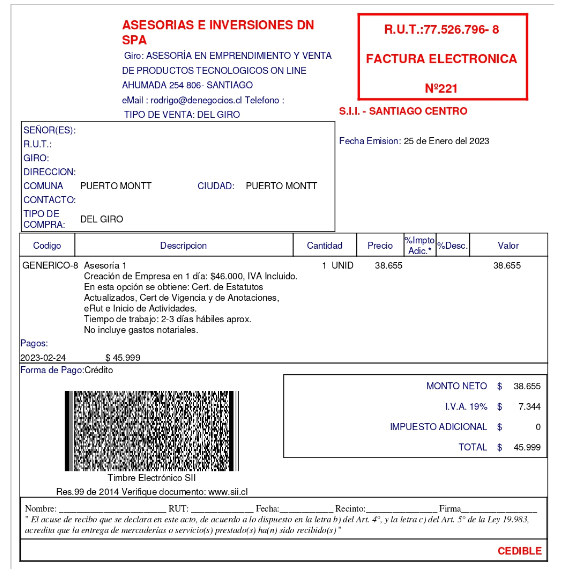 ASESORIAS E INVERSIONES DN
SPA
Giro: ASESORÍA EN EMPRENDIMIENTO Y VENTA
DE PRODUCTOS TECNOLOGICOS ON LINE
AHUMADA 254 806- SANTIAGO
eMail : rodrigo@denegocios.cl Telefono :
TIPO DE VENTA: DEL GIRO
R.U.T.:77.526.796- 8
FACTURA ELECTRONICA
Nº221
S.I.I. - SANTIAGO CENTRO
Fecha Emision: 25 de Enero del 2023
SEÑOR(ES):
R.U.T.:
GIRO:
DIRECCION:
COMUNA PUERTO MONTT CIUDAD: PUERTO MONTT
CONTACTO:
TIPO DE
COMPRA: DEL GIRO
Codigo Descripcion Cantidad Precio %Impto Adic.* %Desc. Valor
GENERICO-8 Asesoria 1 1 UNID 38.655 38.655
Creación de Empresa en 1 día: $46.000, IVA Incluido.
En esta opción se obtiene: Cert. de Estatutos
Actualizados, Cert de Vigencia y de Anotaciones,
eRut e Inicio de Actividades.
Tiempo de trabajo: 2-3 días hábiles aprox.
No incluye gastos notariales.
Pagos:
2023-02-24 $ 45.999
Forma de Pago:Crédito
MONTO NETO $ 38.655
I.V.A. 19% $ 7.344
IMPUESTO ADICIONAL $ 0
TOTAL $ 45.999
Timbre Electrónico SII
Res.99 de 2014 Verifique documento: www.sii.cl
Nombre: ______________________ RUT: _____________ Fecha:___________ Recinto:_______________ Firma________________
" El acuse de recibo que se declara en este acto, de acuerdo a lo dispuesto en la letra b) del Art. 4°, y la letra c) del Art. 5° de la Ley 19.983,
acredita que la entrega de mercaderías o servicio(s) prestado(s) ha(n) sido recibido(s) "
CEDIBLE